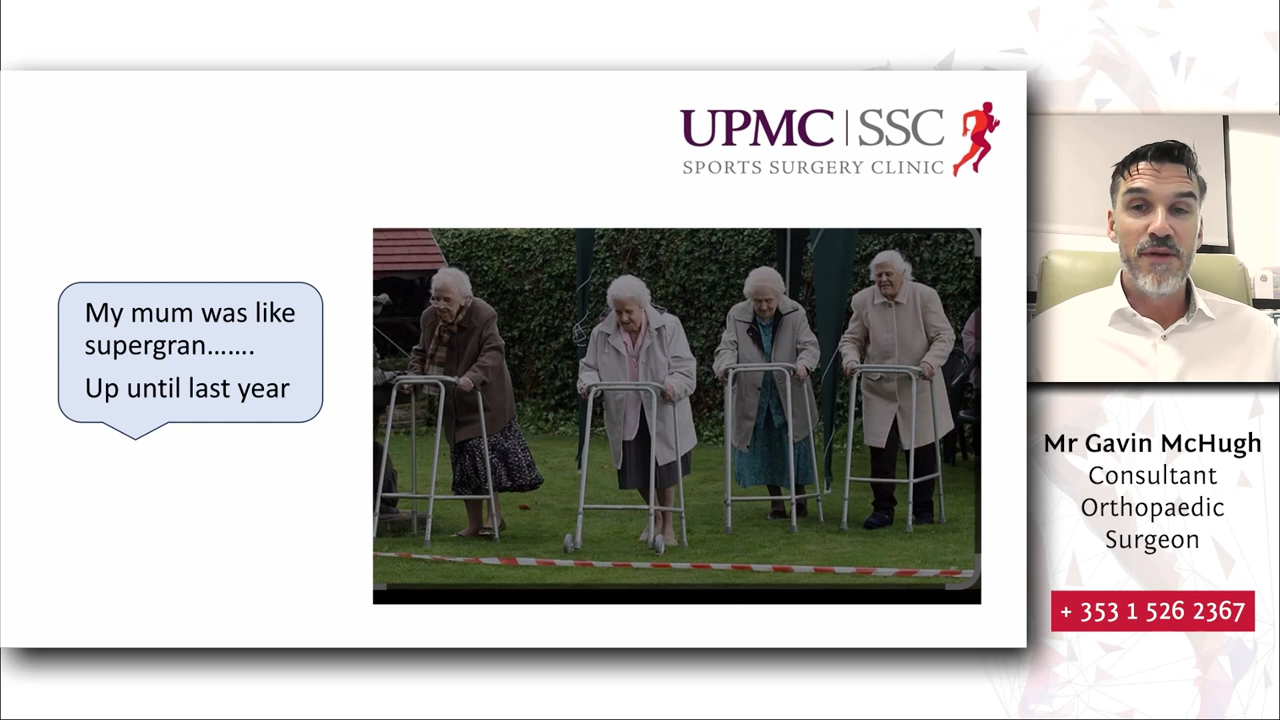 UPMC | SSC
SPORTS SURGERY CLINIC
My mum was like
supergran.......
Up until last year
Mr Gavin McHugh
Consultant
Orthopaedic
Surgeon
+ 353 1 526 2367